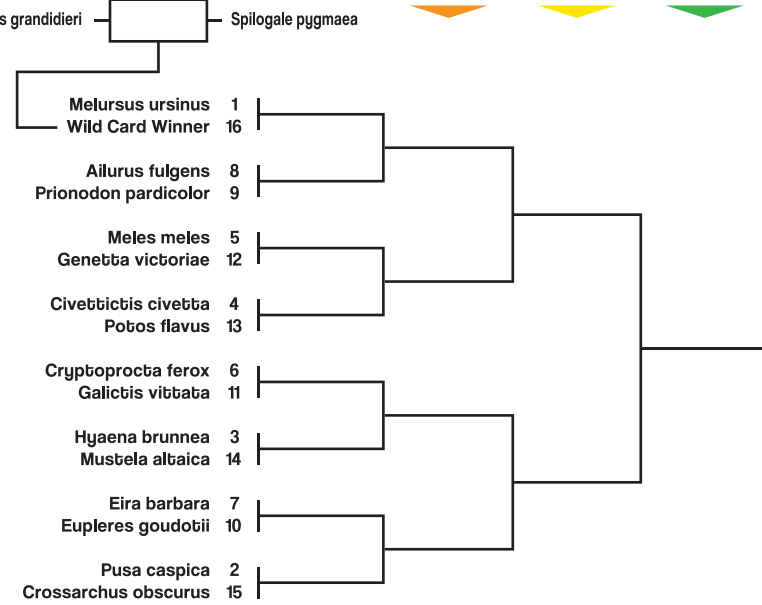 grandidieri Spilogale pygmaea
Melursus ursinus 1
Wild Card Winner 16
Ailurus fulgens 8
Prionodon pardicolor 9
Meles meles 5
Genetta victoriae 12
Civettictis civetta 4
Potos flavus 13
Cryptoprocta ferox 6
Galictis vittata 11
Hyaena brunnea 3
Mustela altaica 14
Eira barbara 7
Eupleres goudotii 10
Pusa caspica 2
Crossarchus obscurus 15